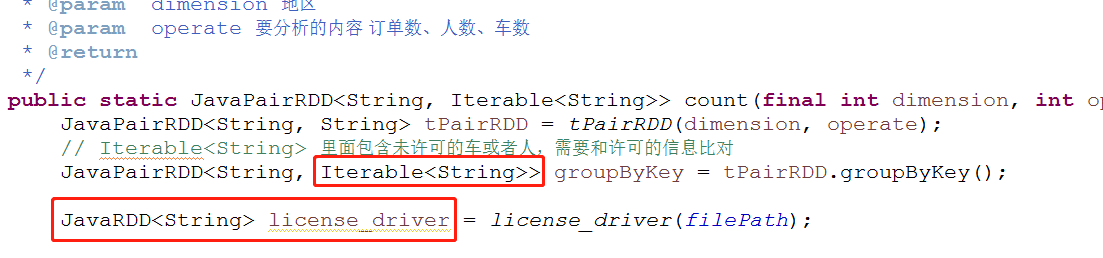 * @param dimension 地区
* @param operate 要分析的内容 订单数、人数、车数
* @return
*/
public static JavaPairRDD<String, Iterable<String>> count(final int dimension, int op
JavaPairRDD<String, String> tPairRDD = tPairRDD(dimension, operate);
// Iterable<String> 里面包含未许可的车或者人，需要和许可的信息比对
JavaPairRDD<String, Iterable<String>> groupByKey = tPairRDD.groupByKey();
JavaRDD<String> license_driver = license_driver(filePath);